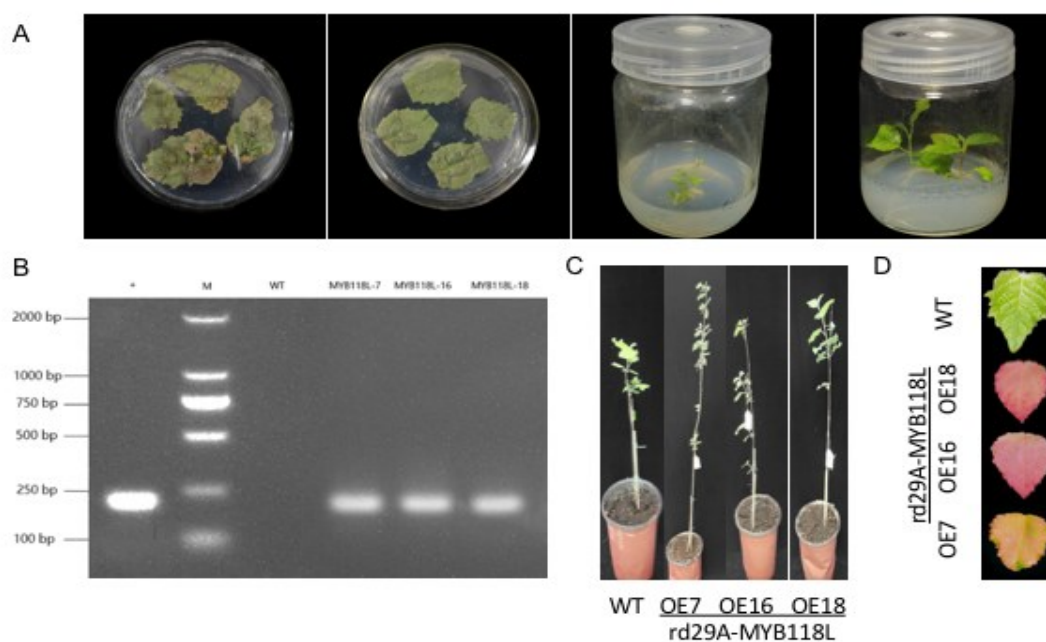 A
B
+ M WT MYB118L-7 MYB118L-16 MYB118L-18
2000 bp
1000 bp
750 bp
500 bp
250 bp
100 bp
C
WT OE7 OE16 OE18
rd29A-MYB118L
D
WT
OE18
OE16
OE7
rd29A-MYB118L